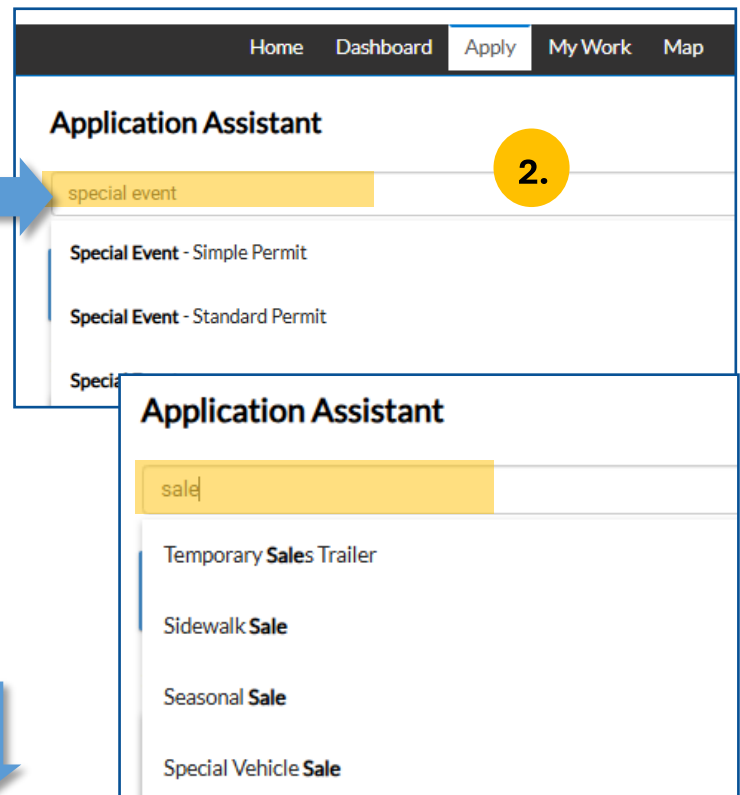 Home Dashboard Apply My Work Map
Application Assistant
2.
special event
Special Event - Simple Permit
Special Event - Standard Permit
Application Assistant
sale
Temporary Sales Trailer
Sidewalk Sale
Seasonal Sale
Special Vehicle Sale